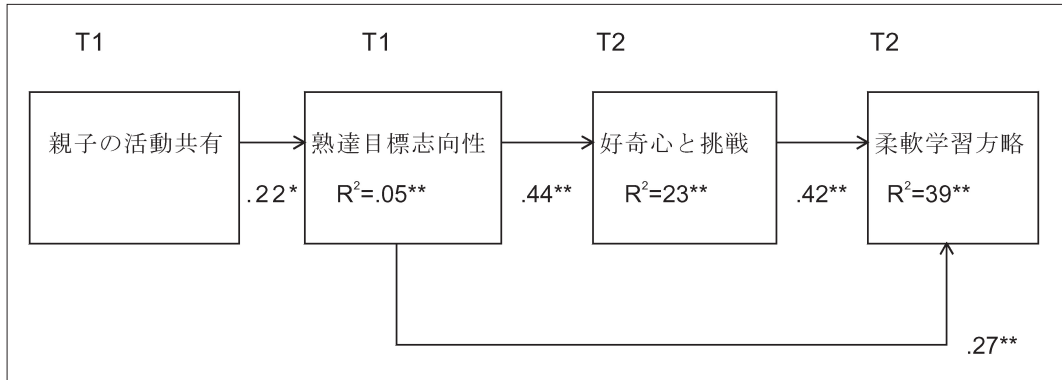 T1
T1
T2
T2
親子の活動共有
熟達目標志向性
好奇心と挑戦
柔軟学習方略
.22*
R²=.05**
.44**
R²=23**
.42**
R²=39**
.27**